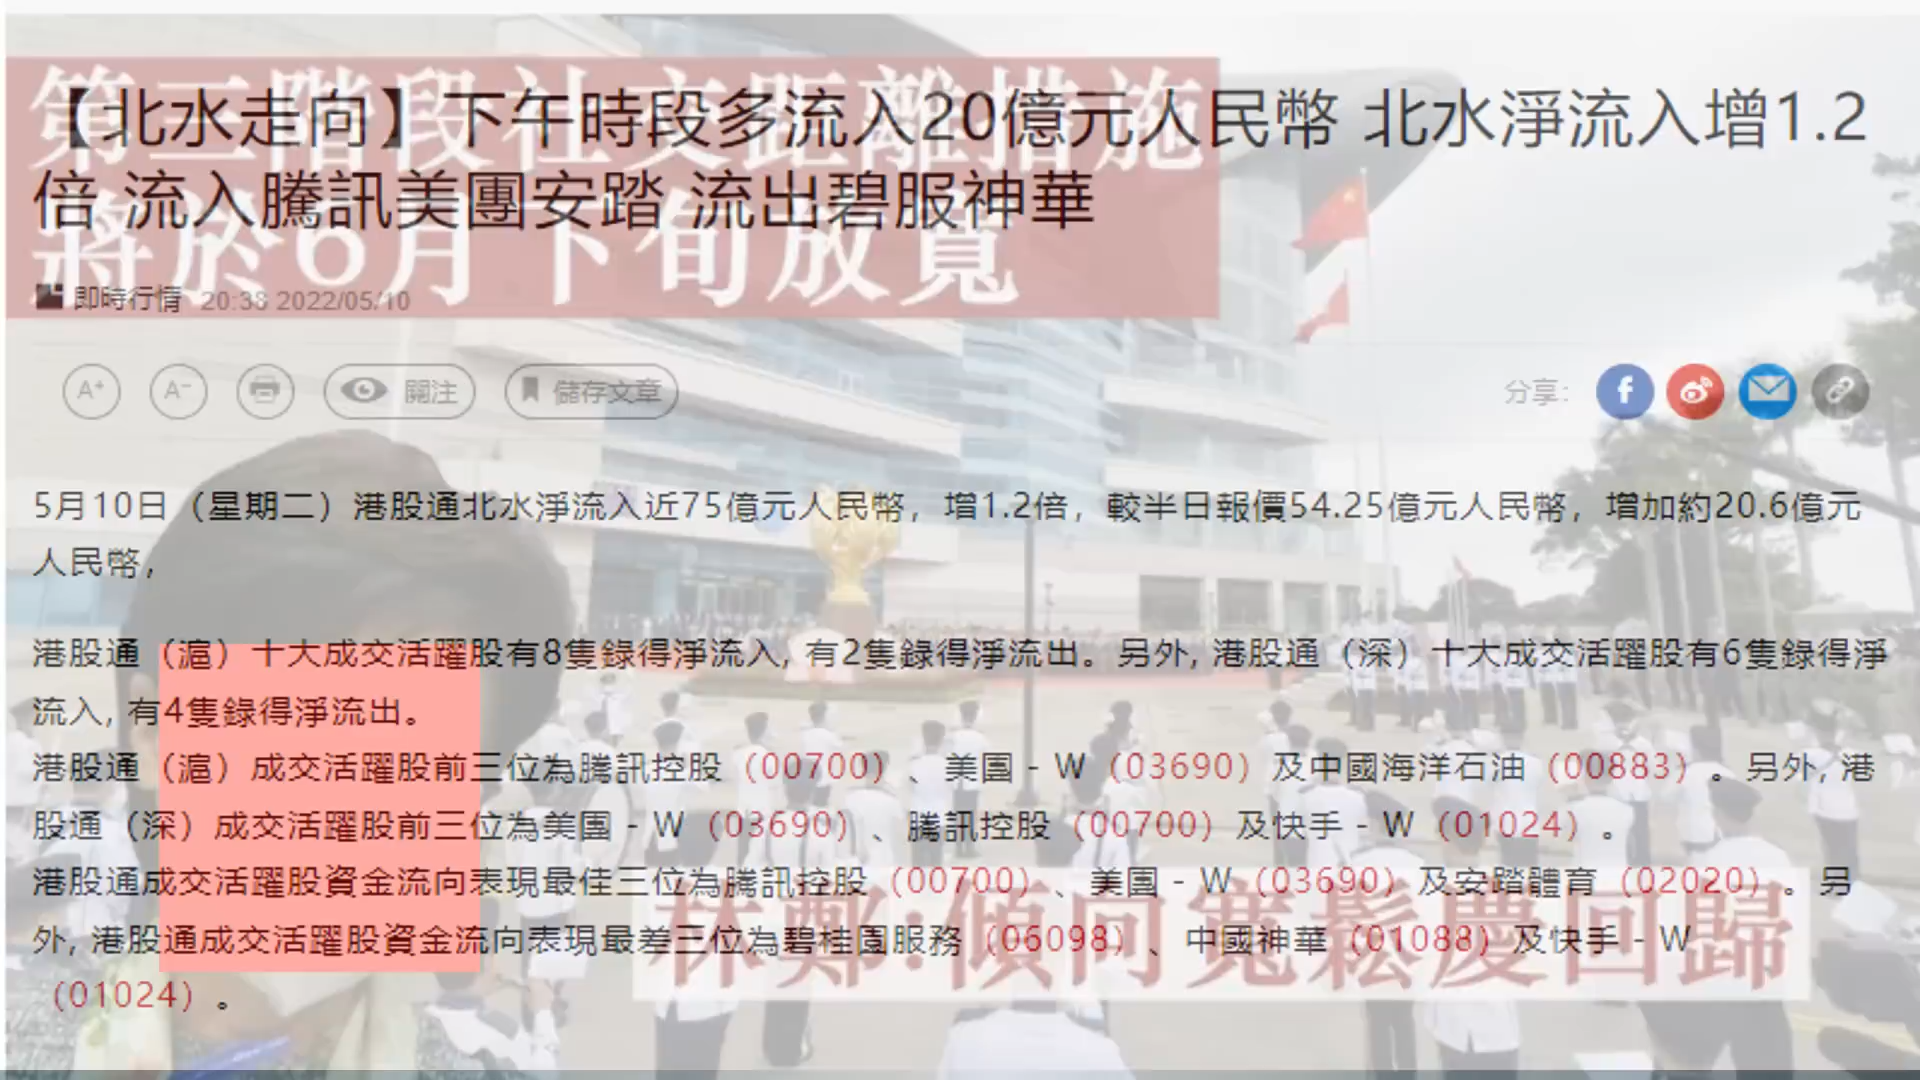 第三階段社交距離措施
將於6月下旬放寬
【北水走向】下午時段多流入20億元人民幣 北水淨流入增1.2
倍 流入騰訊美團安踏 流出碧服神華
即時行情 20:38 2022/05/10
A+ A- 關注 儲存文章 分享:
5月10日（星期二）港股通北水淨流入近75億元人民幣，增1.2倍，較半日報價54.25億元人民幣，增加約20.6億元
人民幣，
港股通（滬）十大成交活躍股有8隻錄得淨流入, 有2隻錄得淨流出。另外, 港股通（深）十大成交活躍股有6隻錄得淨
流入, 有4隻錄得淨流出。
港股通（滬）成交活躍股前三位為騰訊控股（00700）、美團－W（03690）及中國海洋石油（00883）。另外, 港
股通（深）成交活躍股前三位為美團－W（03690）、騰訊控股（00700）及快手－W（01024）。
港股通成交活躍股資金流向表現最佳三位為騰訊控股（00700）、美團－W（03690）及安踏體育（02020）。另
外, 港股通成交活躍股資金流向表現最差三位為碧桂園服務（06098）、中國神華（01088）及快手－W
（01024）。
林鄭:傾向寬鬆慶回歸